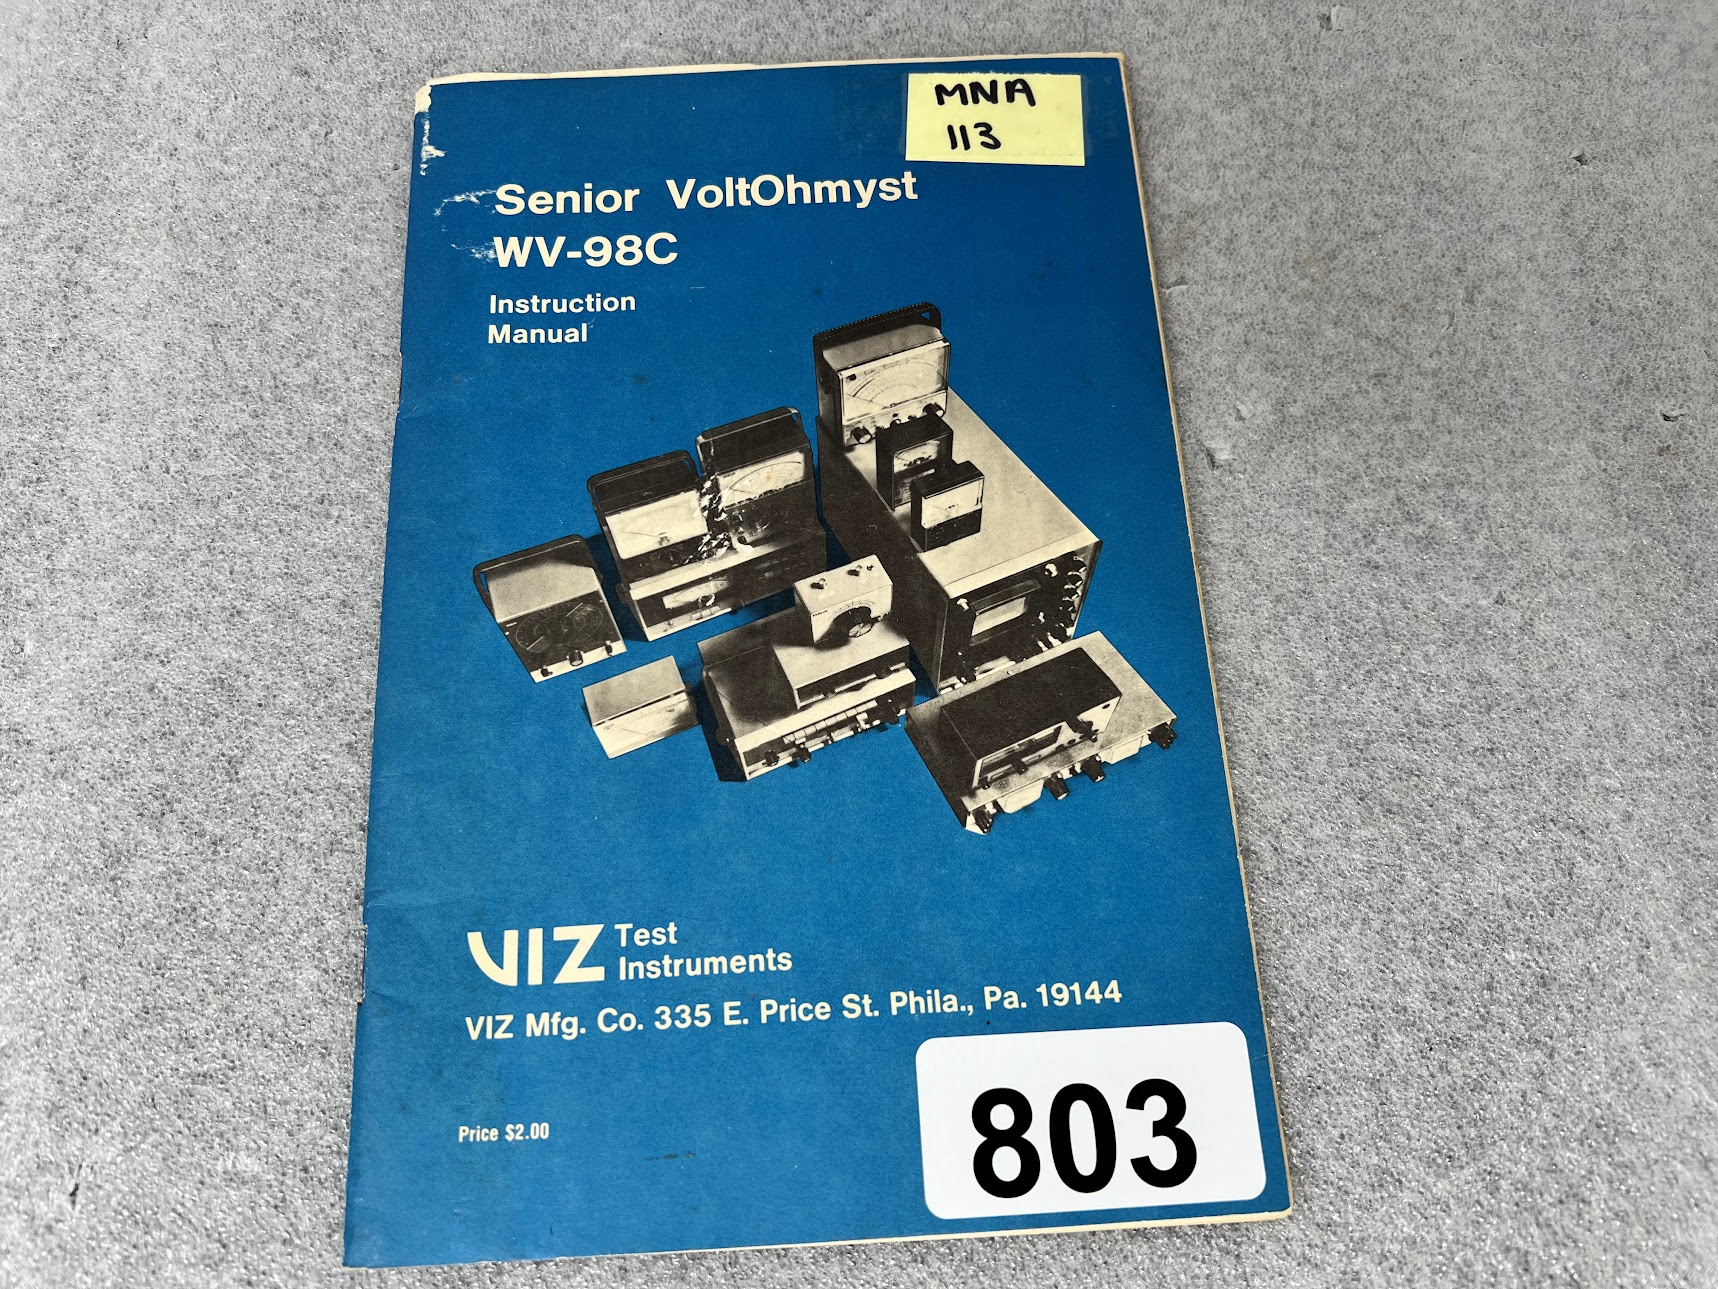 MNA
113
Senior VoltOhmyst
WV-98C
Instruction
Manual
VIZ Test
Instruments
VIZ Mfg. Co. 335 E. Price St. Phila., Pa. 19144
Price $2.00
803